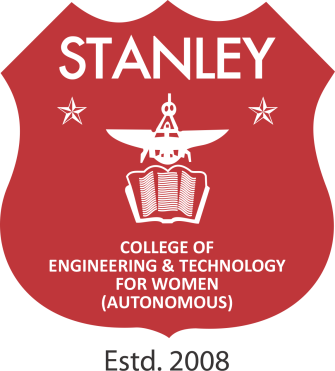 STANLEY
COLLEGE OF
ENGINEERING & TECHNOLOGY
FOR WOMEN
(AUTONOMOUS)
Estd. 2008